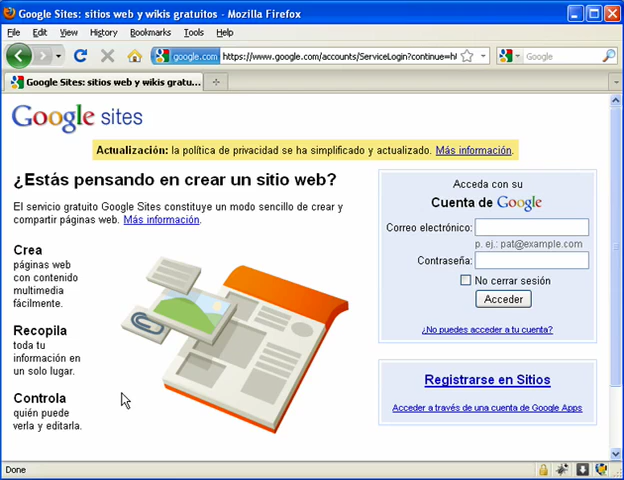 Google Sites: sitios web y wikis gratuitos - Mozilla Firefox
File Edit View History Bookmarks Tools Help
google.com https://www.google.com/accounts/ServiceLogin?continue=ht Google
Google Sites: sitios web y wikis gratu...
Google sites
Actualización: la política de privacidad se ha simplificado y actualizado. Más información.
¿Estás pensando en crear un sitio web?
El servicio gratuito Google Sites constituye un modo sencillo de crear y
compartir páginas web. Más información.
Crea
páginas web
con contenido
multimedia
fácilmente.
Recopila
toda tu
información en
un solo lugar.
Controla
quién puede
verla y editarla.
Acceda con su
Cuenta de Google
Correo electrónico:
p. ej.: pat@example.com
Contraseña:
No cerrar sesión
Acceder
¿No puedes acceder a tu cuenta?
Registrarse en Sitios
Acceder a través de una cuenta de Google Apps
Done